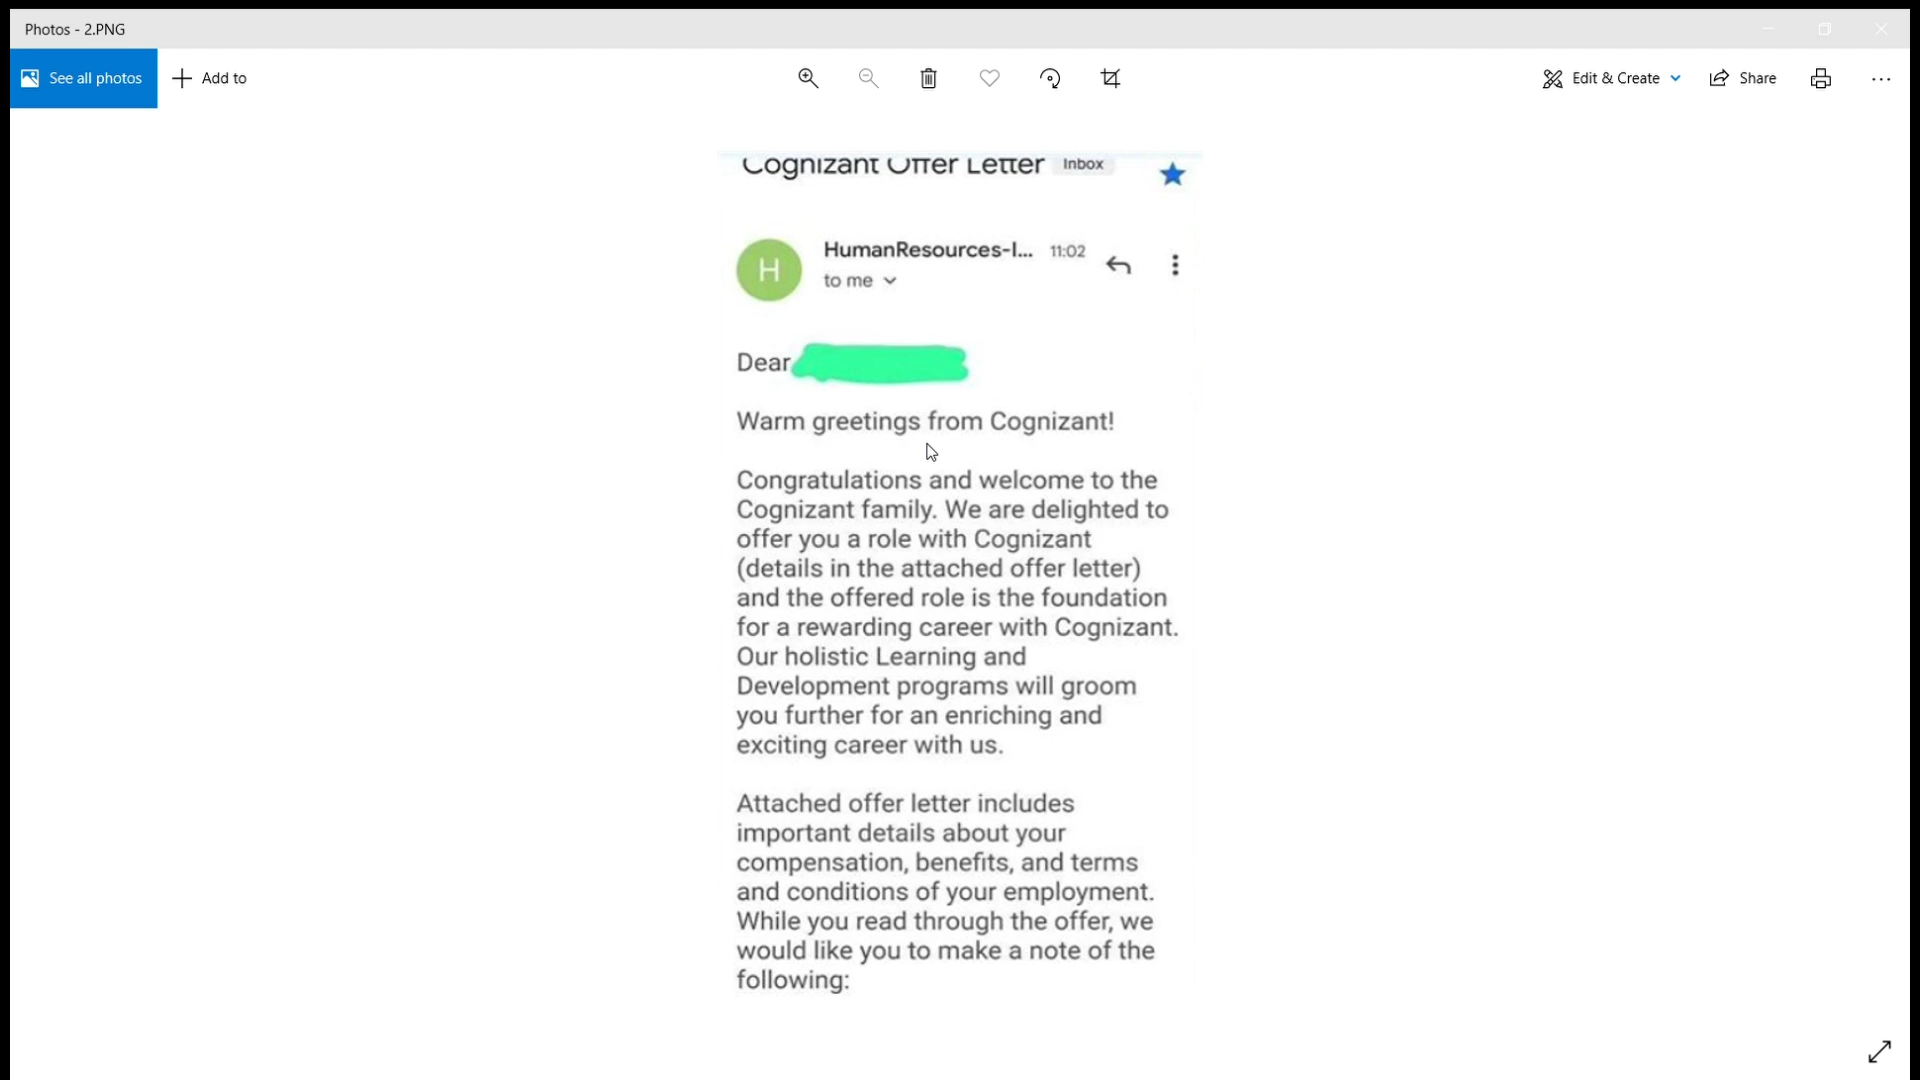 Photos - 2.PNG
See all photos
Add to
Edit & Create
Share
Cognizant Offer Letter Inbox
H
HumanResources-I... 11:02
to me
Dear
Warm greetings from Cognizant!
Congratulations and welcome to the
Cognizant family. We are delighted to
offer you a role with Cognizant
(details in the attached offer letter)
and the offered role is the foundation
for a rewarding career with Cognizant.
Our holistic Learning and
Development programs will groom
you further for an enriching and
exciting career with us.
Attached offer letter includes
important details about your
compensation, benefits, and terms
and conditions of your employment.
While you read through the offer, we
would like you to make a note of the
following: